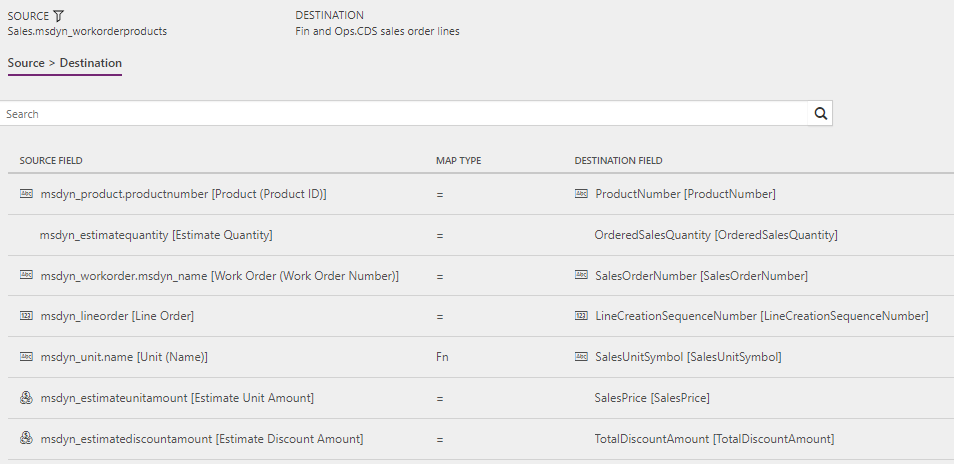 SOURCE DESTINATION
Sales.msdyn_workorderproducts Fin and Ops.CDS sales order lines
Source > Destination
Search
SOURCE FIELD MAP TYPE DESTINATION FIELD
Abc msdyn_product.productnumber [Product (Product ID)] = Abc ProductNumber [ProductNumber]
msdyn_estimatequantity [Estimate Quantity] = OrderedSalesQuantity [OrderedSalesQuantity]
Abc msdyn_workorder.msdyn_name [Work Order (Work Order Number)] = Abc SalesOrderNumber [SalesOrderNumber]
123 msdyn_lineorder [Line Order] = 123 LineCreationSequenceNumber [LineCreationSequenceNumber]
Abc msdyn_unit.name [Unit (Name)] Fn Abc SalesUnitSymbol [SalesUnitSymbol]
msdyn_estimateunitamount [Estimate Unit Amount] = SalesPrice [SalesPrice]
msdyn_estimatediscountamount [Estimate Discount Amount] = TotalDiscountAmount [TotalDiscountAmount]